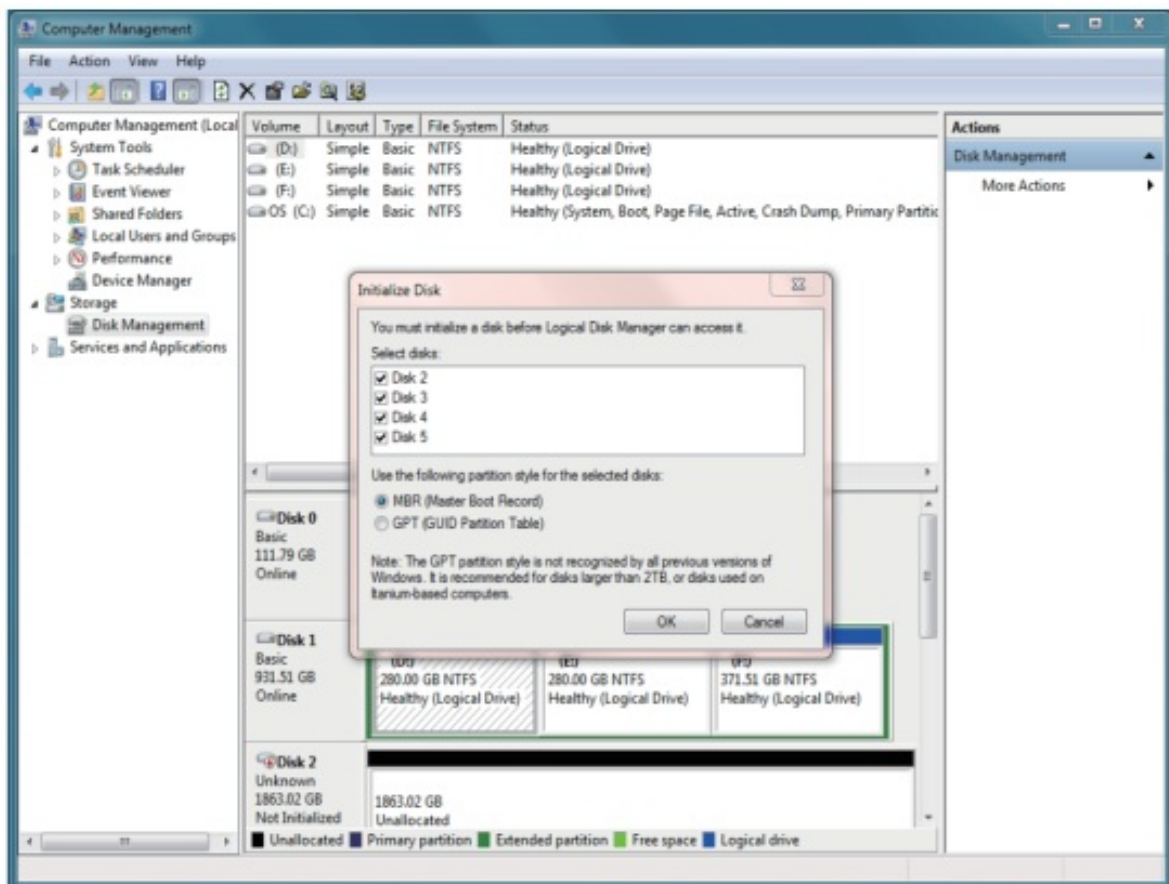 Computer Management
File Action View Help
Computer Management (Local
System Tools
Task Scheduler
Event Viewer
Shared Folders
Local Users and Groups
Performance
Device Manager
Storage
Disk Management
Services and Applications
Volume Layout Type File System Status
(D:) Simple Basic NTFS Healthy (Logical Drive)
(E:) Simple Basic NTFS Healthy (Logical Drive)
(F:) Simple Basic NTFS Healthy (Logical Drive)
OS (C:) Simple Basic NTFS Healthy (System, Boot, Page File, Active, Crash Dump, Primary Partitic
Actions
Disk Management
More Actions
Initialize Disk
You must initialize a disk before Logical Disk Manager can access it.
Select disks:
Disk 2
Disk 3
Disk 4
Disk 5
Use the following partition style for the selected disks:
MBR (Master Boot Record)
GPT (GUID Partition Table)
Note: The GPT partition style is not recognized by all previous versions of
Windows. It is recommended for disks larger than 2TB, or disks used on
Itanium-based computers.
OK Cancel
Disk 0
Basic
111.79 GB
Online
Disk 1
Basic
931.51 GB
Online
(D:)
280.00 GB NTFS
Healthy (Logical Drive)
(E:)
280.00 GB NTFS
Healthy (Logical Drive)
(F:)
371.51 GB NTFS
Healthy (Logical Drive)
Disk 2
Unknown
1863.02 GB
Not Initialized
1863.02 GB
Unallocated
Unallocated Primary partition Extended partition Free space Logical drive